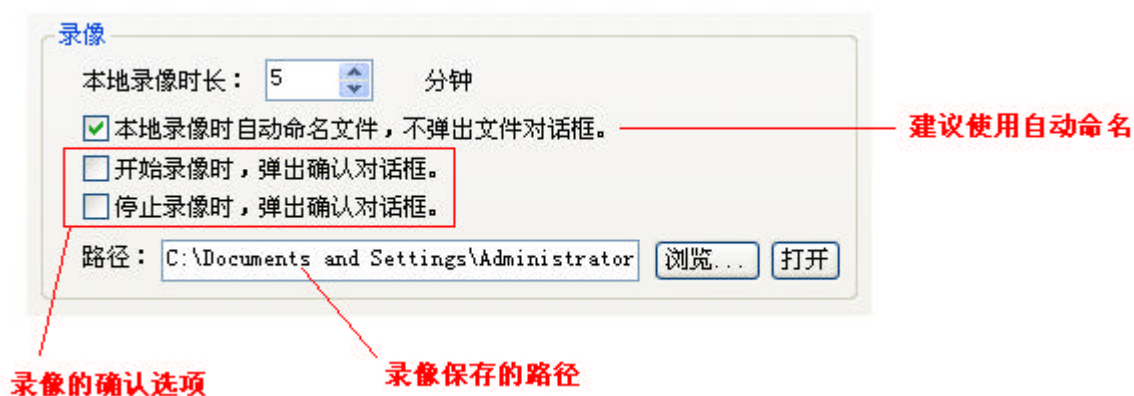 录像
本地录像时长： 5 分钟
本地录像时自动命名文件，不弹出文件对话框。 建议使用自动命名
开始录像时，弹出确认对话框。
停止录像时，弹出确认对话框。
路径： C:\Documents and Settings\Administrator 浏览... 打开
录像保存的路径
录像的确认选项